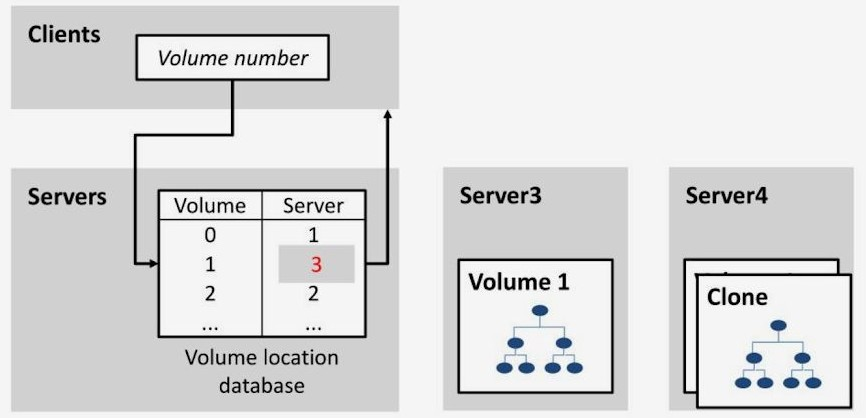 Clients
Volume number
Servers
Volume Server
0 1
1 3
2 2
... ...
Volume location
database
Server3
Volume 1
Server4
Clone